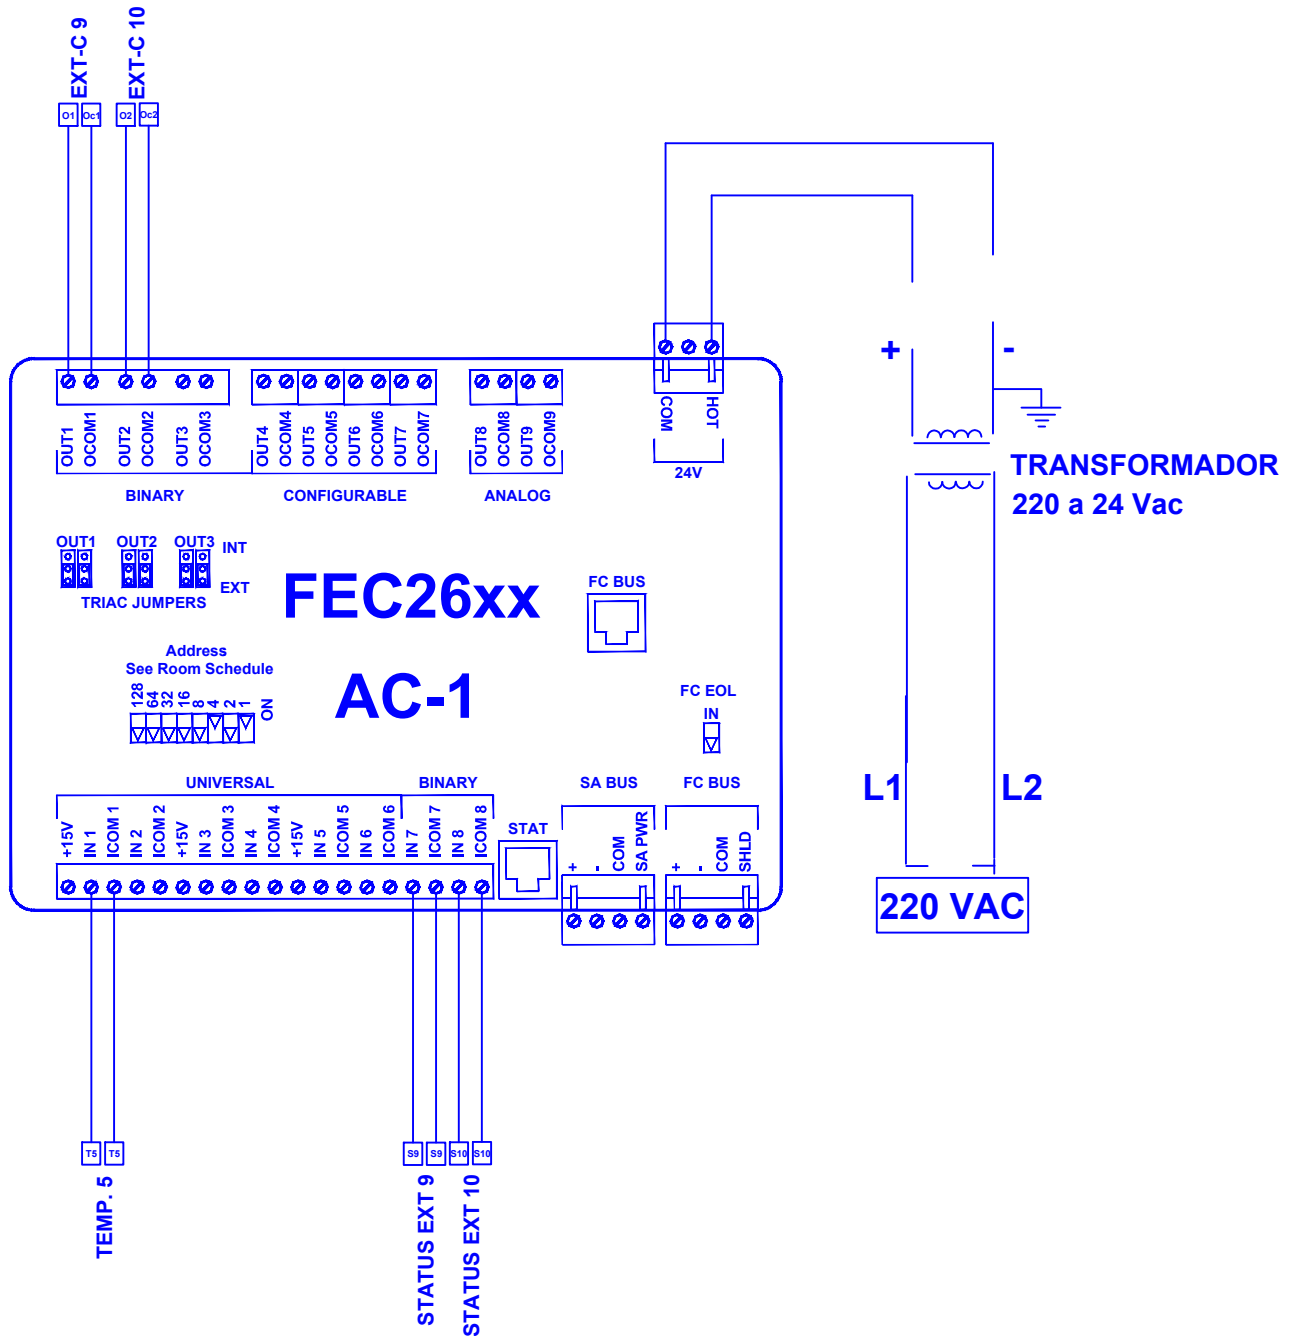 EXT-C 9
EXT-C 10
O1
Oc1
O2
Oc2
+
-
TRANSFORMADOR
220 a 24 Vac
COM
HOT
24V
OUT1
OCOM1
OUT2
OCOM2
OUT3
OCOM3
BINARY
OUT4
OCOM4
OUT5
OCOM5
OUT6
OCOM6
OUT7
OCOM7
CONFIGURABLE
OUT8
OCOM8
OUT9
OCOM9
ANALOG
OUT1
OUT2
OUT3
INT
EXT
TRIAC JUMPERS
FEC26xx
AC-1
FC BUS
Address
See Room Schedule
128
64
32
16
8
4
2
1
ON
FC EOL
IN
UNIVERSAL
BINARY
+15V
IN 1
ICOM 1
IN 2
ICOM 2
+15V
IN 3
ICOM 3
IN 4
ICOM 4
+15V
IN 5
ICOM 5
IN 6
ICOM 6
IN 7
ICOM 7
IN 8
ICOM 8
STAT
SA BUS
+
-
COM
SA PWR
FC BUS
+
-
COM
SHLD
L1
L2
220 VAC
T5
T5
TEMP. 5
S9
S9
S10
S10
STATUS EXT 9
STATUS EXT 10